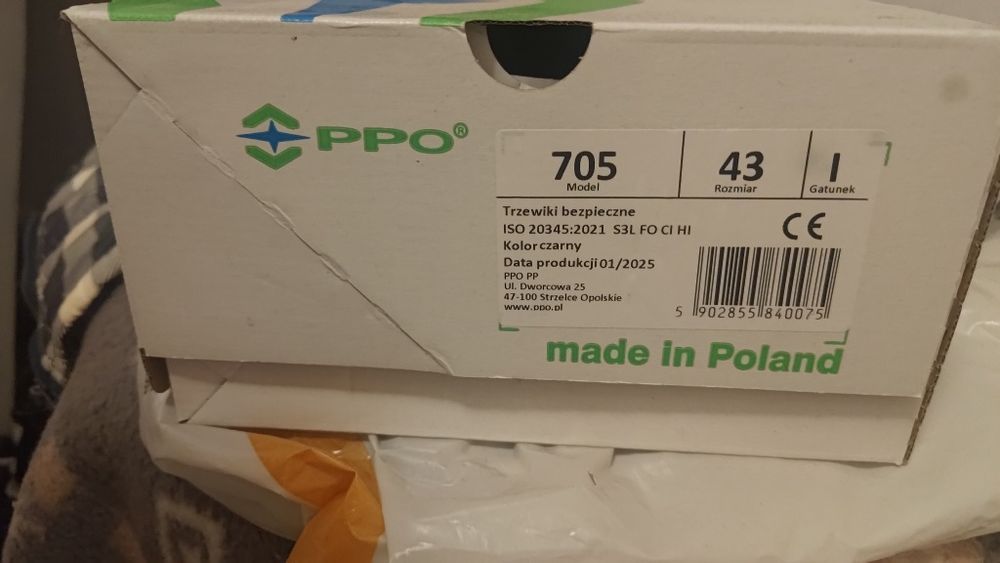 PPO®
705
Model
43
Rozmiar
I
Gatunek
Trzewiki bezpieczne
ISO 20345:2021 S3L FO CI HI
Kolor czarny
Data produkcji 01/2025
PPO PP
Ul. Dworcowa 25
47-100 Strzelce Opolskie
www.ppo.pl
CE
5 902855 840075
made in Poland